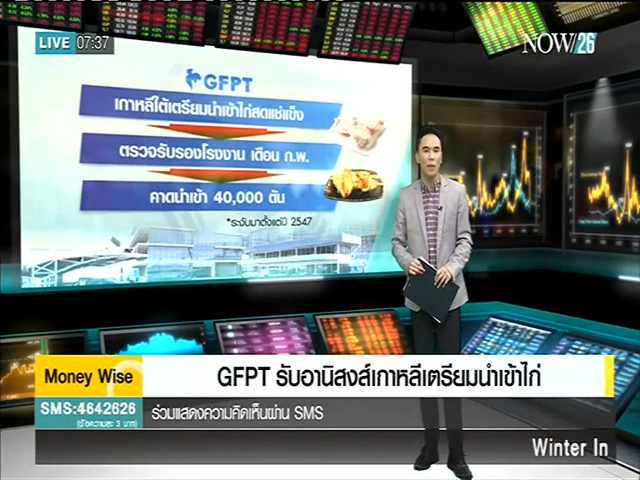 LIVE 07:37
NOW/26
GFPT
เกาหลีใต้เตรียมนำเข้าไก่สดแช่แข็ง
ตรวจรับรองโรงงาน เดือน ก.พ.
คาดนำเข้า 40,000 ตัน
*ระงับมาตั้งแต่ปี 2547
Money Wise
GFPT รับอานิสงส์เกาหลีเตรียมนำเข้าไก่
SMS:4642626
(ข้อความละ 3 บาท)
ร่วมแสดงความคิดเห็นผ่าน SMS
Winter In